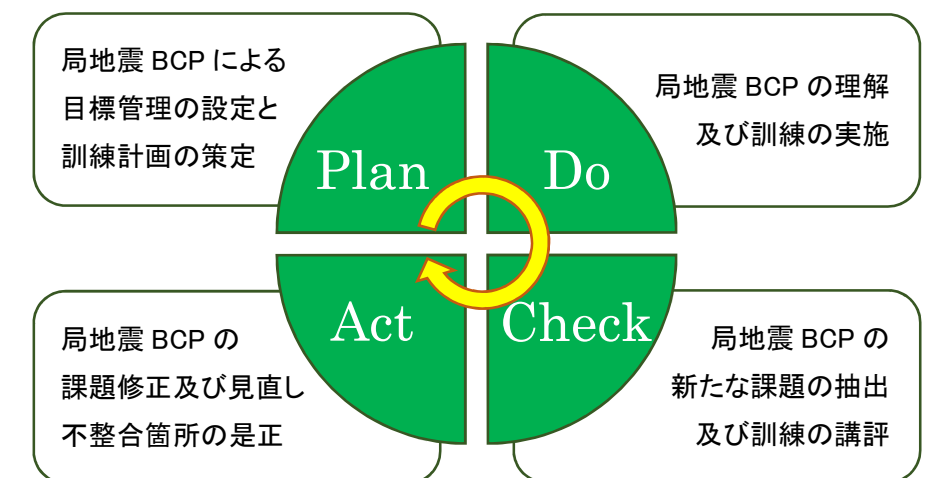 局地震 BCP による
目標管理の設定と
訓練計画の策定
Plan
局地震 BCP の理解
及び訓練の実施
Do
局地震 BCP の
課題修正及び見直し
不整合箇所の是正
Act
Check
局地震 BCP の
新たな課題の抽出
及び訓練の講評